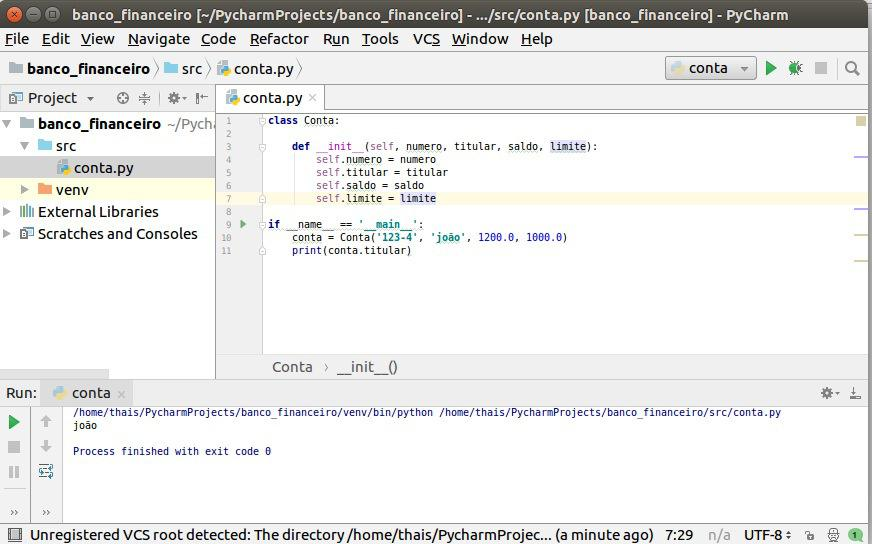 banco_financeiro [~/PycharmProjects/banco_financeiro] - .../src/conta.py [banco_financeiro] - PyCharm
File Edit View Navigate Code Refactor Run Tools VCS Window Help
banco_financeiro src conta.py conta
Project
conta.py
banco_financeiro ~/Pycha
src
conta.py
venv
External Libraries
Scratches and Consoles
1 class Conta:
2
3 def __init__(self, numero, titular, saldo, limite):
4 self.numero = numero
5 self.titular = titular
6 self.saldo = saldo
7 self.limite = limite
8
9 if __name__ == '__main__':
10 conta = Conta('123-4', 'joão', 1200.0, 1000.0)
11 print(conta.titular)
Conta › __init__()
Run: conta
/home/thais/PycharmProjects/banco_financeiro/venv/bin/python /home/thais/PycharmProjects/banco_financeiro/src/conta.py
joão
Process finished with exit code 0
Unregistered VCS root detected: The directory /home/thais/PycharmProjec... (a minute ago) 7:29 n/a UTF-8 1